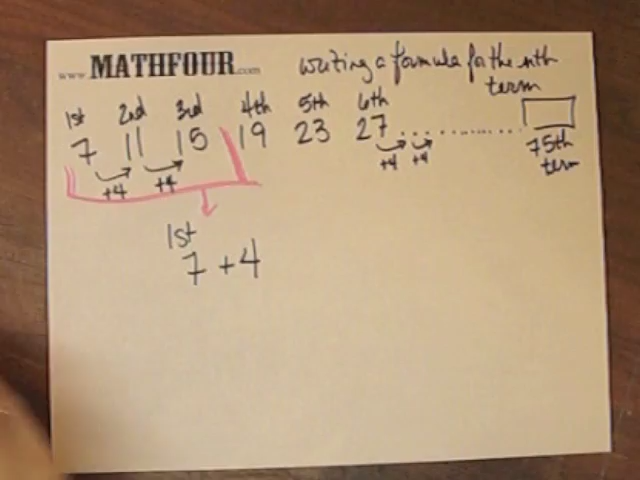 www.MATHFOUR.com
writing a formula for the nth
term
1st 2nd 3rd 4th 5th 6th
7 11 15 19 23 27 ............
+4 +4 +4 +4
75th
term
1st
7 +4